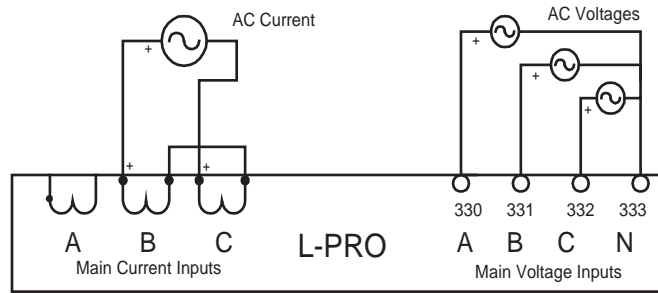 AC Current
AC Voltages
+
+
+
+
+
+
330 331 332 333
A B C L-PRO A B C N
Main Current Inputs
Main Voltage Inputs